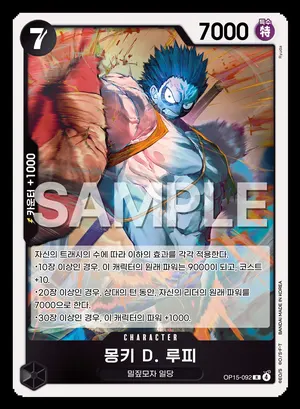 7
7000
특수
特
카운터 +1000
SAMPLE
자신의 트래시의 수에 따라 이하의 효과를 각각 적용한다.
•10장 이상인 경우, 이 캐릭터의 원래 파워는 9000이 되고, 코스트
+10.
•20장 이상인 경우, 상대의 턴 동안, 자신의 리더의 원래 파워를
7000으로 한다.
•30장 이상인 경우, 이 캐릭터의 파워 +1000.
CHARACTER
몽키 D. 루피
밀짚모자 일당
OP15-092 R
4
BANDAI MADE IN KOREA